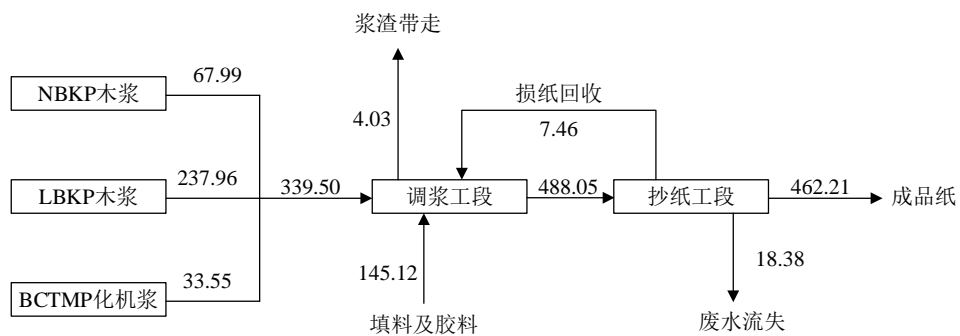 浆渣带走
67.99
NBKP木浆
损纸回收
4.03
7.46
237.96
LBKP木浆
339.50
调浆工段
488.05
抄纸工段
462.21
成品纸
18.38
145.12
33.55
BCTMP化机浆
填料及胶料
废水流失